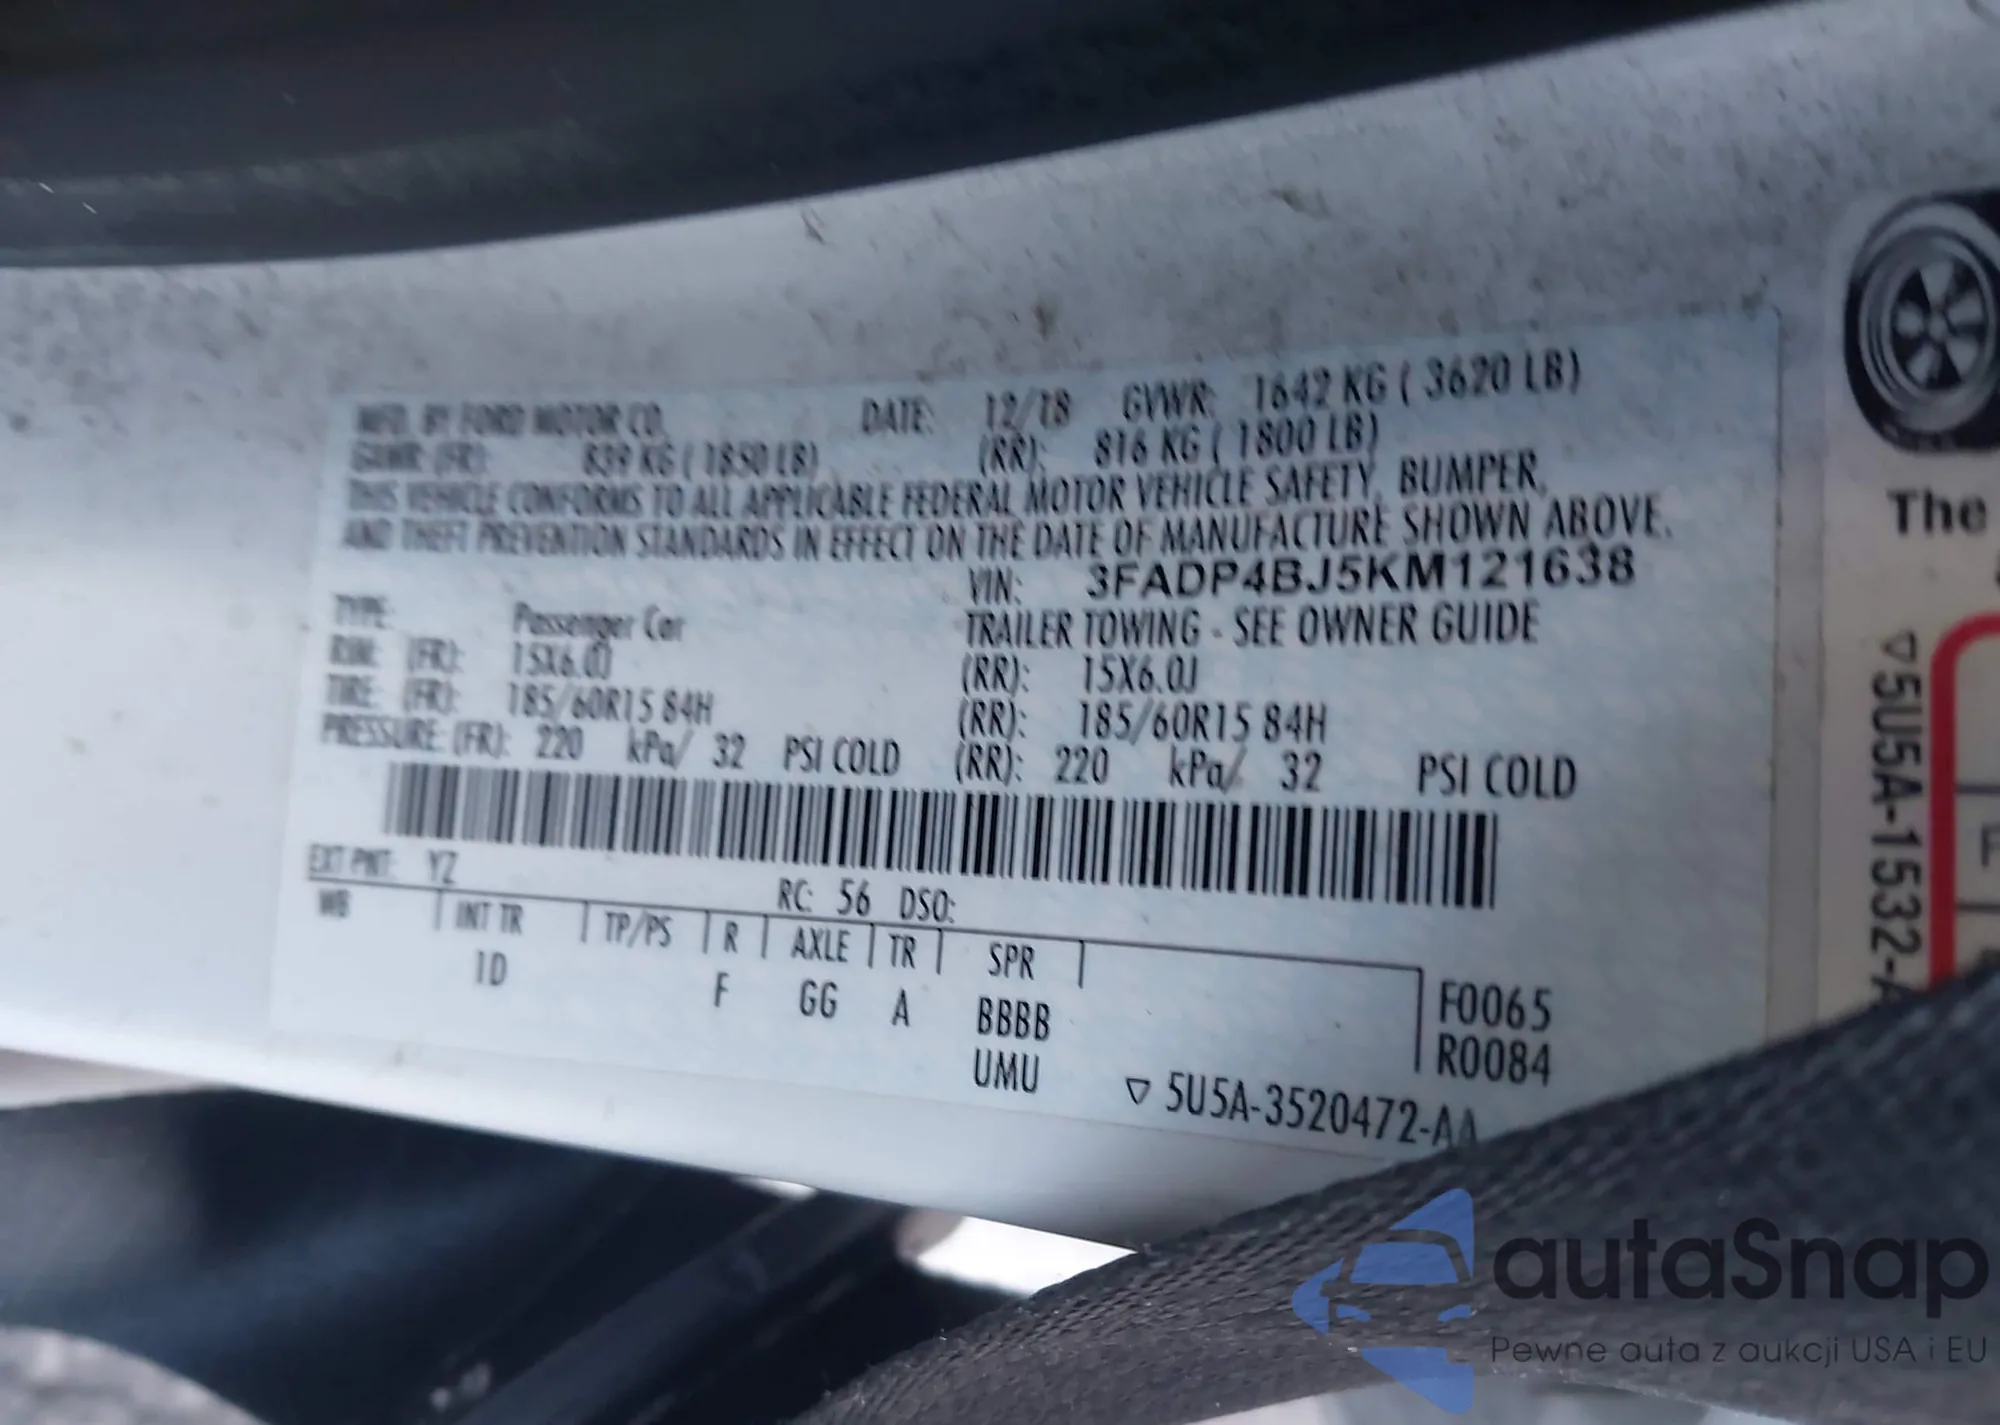 MFD. BY FORD MOTOR CO. DATE: 12/18 GVWR: 1642 KG ( 3620 LB)
GAWR (FR): 839 KG ( 1850 LB) (RR): 816 KG ( 1800 LB)
THIS VEHICLE CONFORMS TO ALL APPLICABLE FEDERAL MOTOR VEHICLE SAFETY, BUMPER,
AND THEFT PREVENTION STANDARDS IN EFFECT ON THE DATE OF MANUFACTURE SHOWN ABOVE.
VIN: 3FADP4BJ5KM121638
TYPE: Passenger Car TRAILER TOWING - SEE OWNER GUIDE
RIM: (FR): 15X6.0J (RR): 15X6.0J
TIRE: (FR): 185/60R15 84H (RR): 185/60R15 84H
PRESSURE: (FR): 220 kPa/ 32 PSI COLD (RR): 220 kPa/ 32 PSI COLD
EXT PNT: YZ RC: 56 DSO:
WB INT TR TP/PS R AXLE TR SPR
1D F GG A BBBB F0065
UMU R0084
▽ 5U5A-3520472-AA
The
▽5U5A-1532-A
F
autaSnap
Pewne auta z aukcji USA i EU